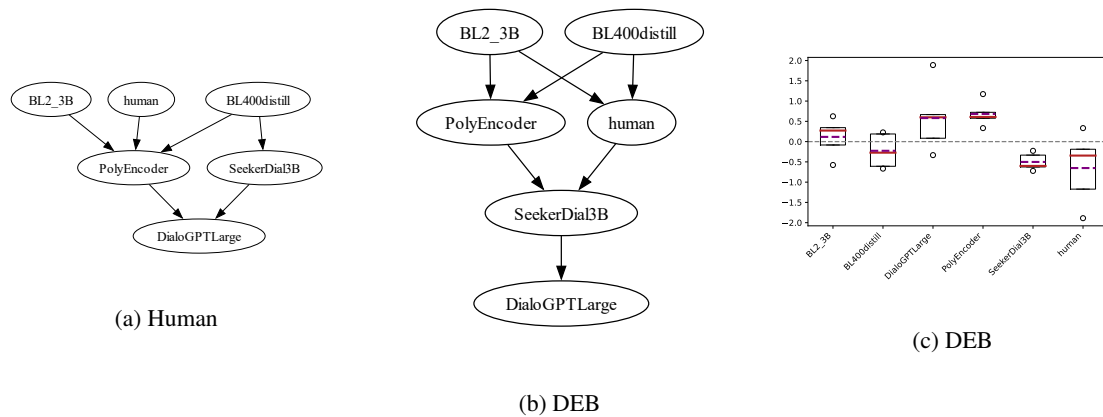 BL2_3B human BL400distill
PolyEncoder SeekerDial3B
DialoGPTLarge
(a) Human
BL2_3B BL400distill
PolyEncoder human
SeekerDial3B
DialoGPTLarge
(b) DEB
2.0
1.5
1.0
0.5
0.0
−0.5
−1.0
−1.5
−2.0
BL2_3B BL400distill DialoGPTLarge PolyEncoder SeekerDial3B human
(c) DEB